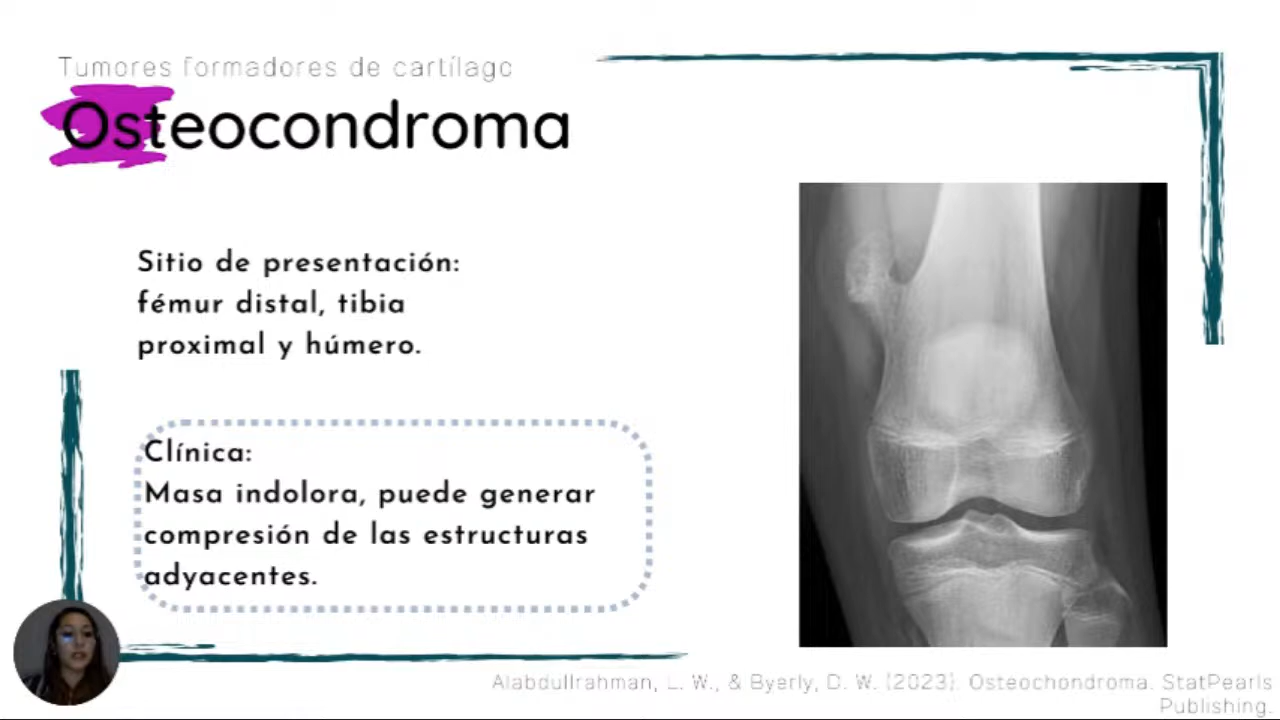 Tumores formadores de cartílago
Osteocondroma
Sitio de presentación:
fémur distal, tibia
proximal y húmero.
Clínica:
Masa indolora, puede generar
compresión de las estructuras
adyacentes.
Alabdullrahman, L. W., & Byerly, D. W. (2023). Osteochondroma. StatPearls
Publishing.